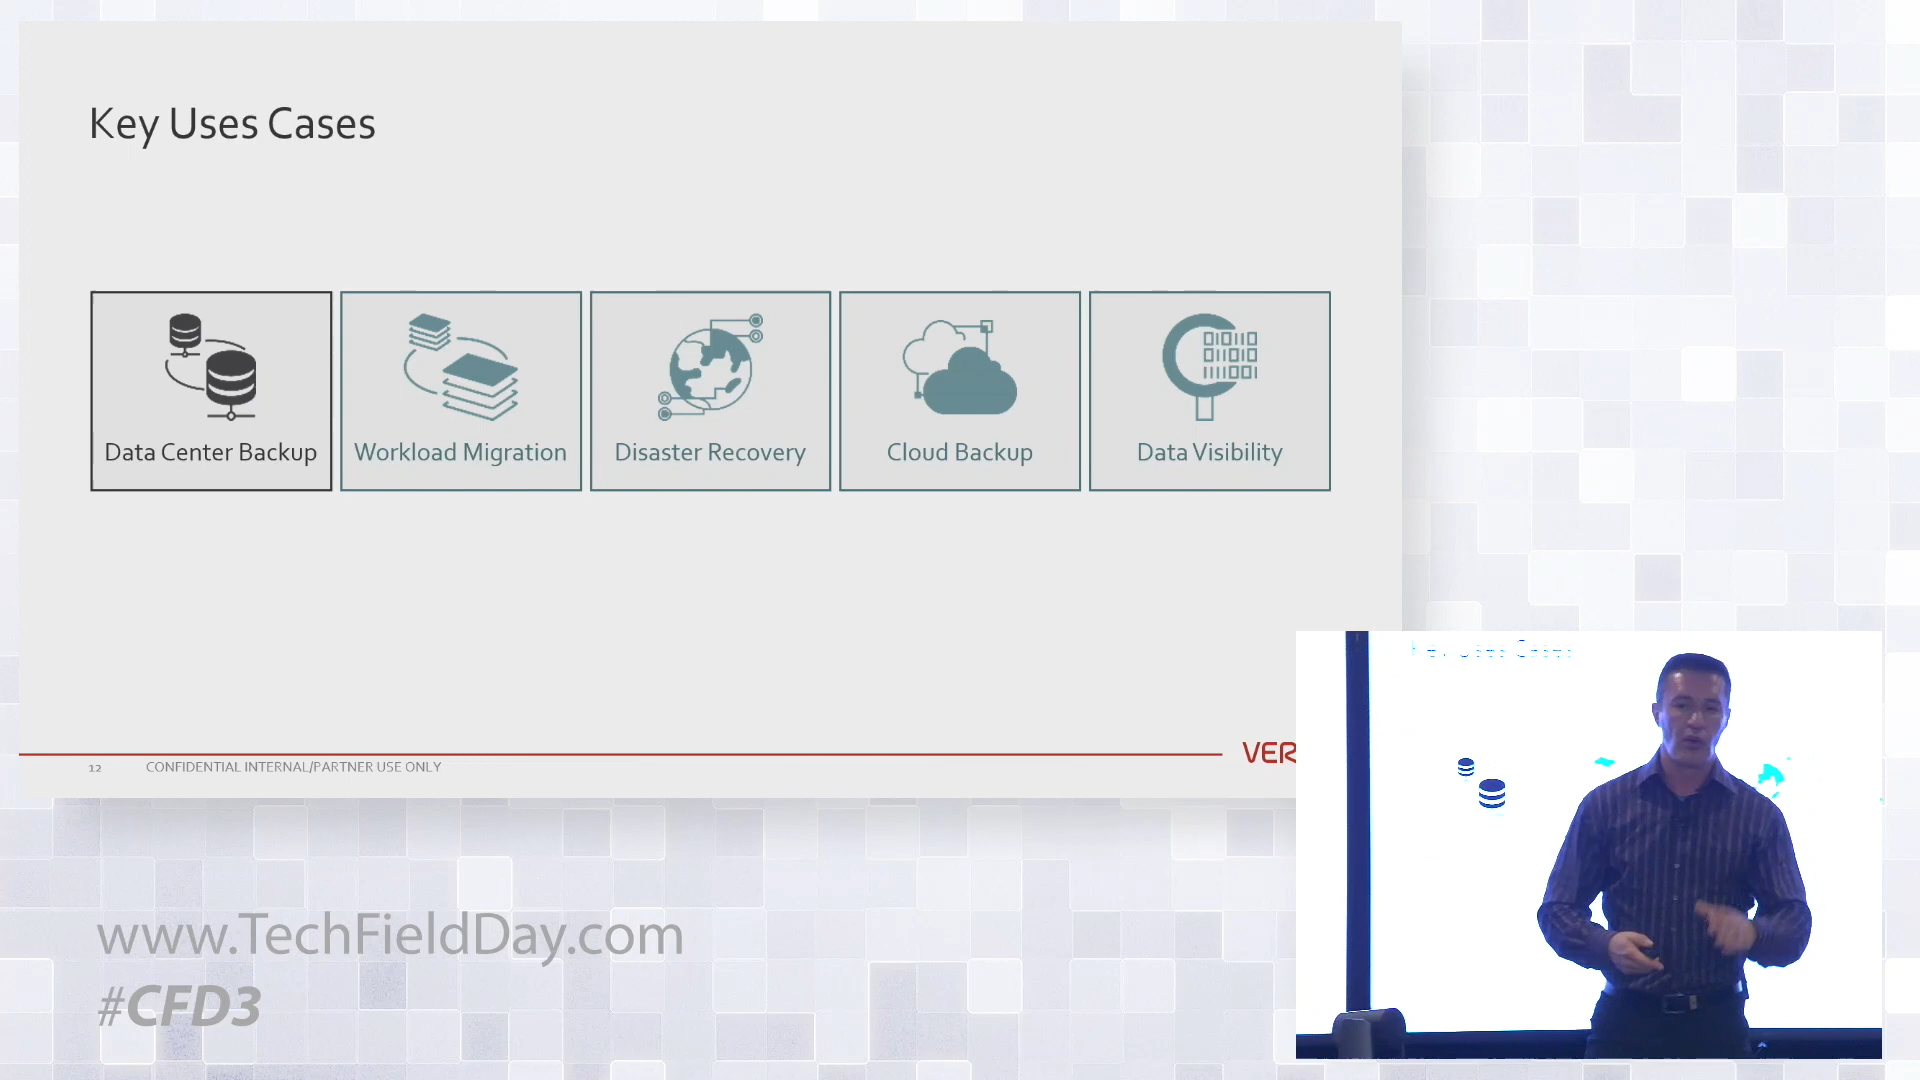 Key Uses Cases
Data Center Backup
Workload Migration
Disaster Recovery
Cloud Backup
Data Visibility
VER
12 CONFIDENTIAL INTERNAL/PARTNER USE ONLY
www.TechFieldDay.com
#CFD3